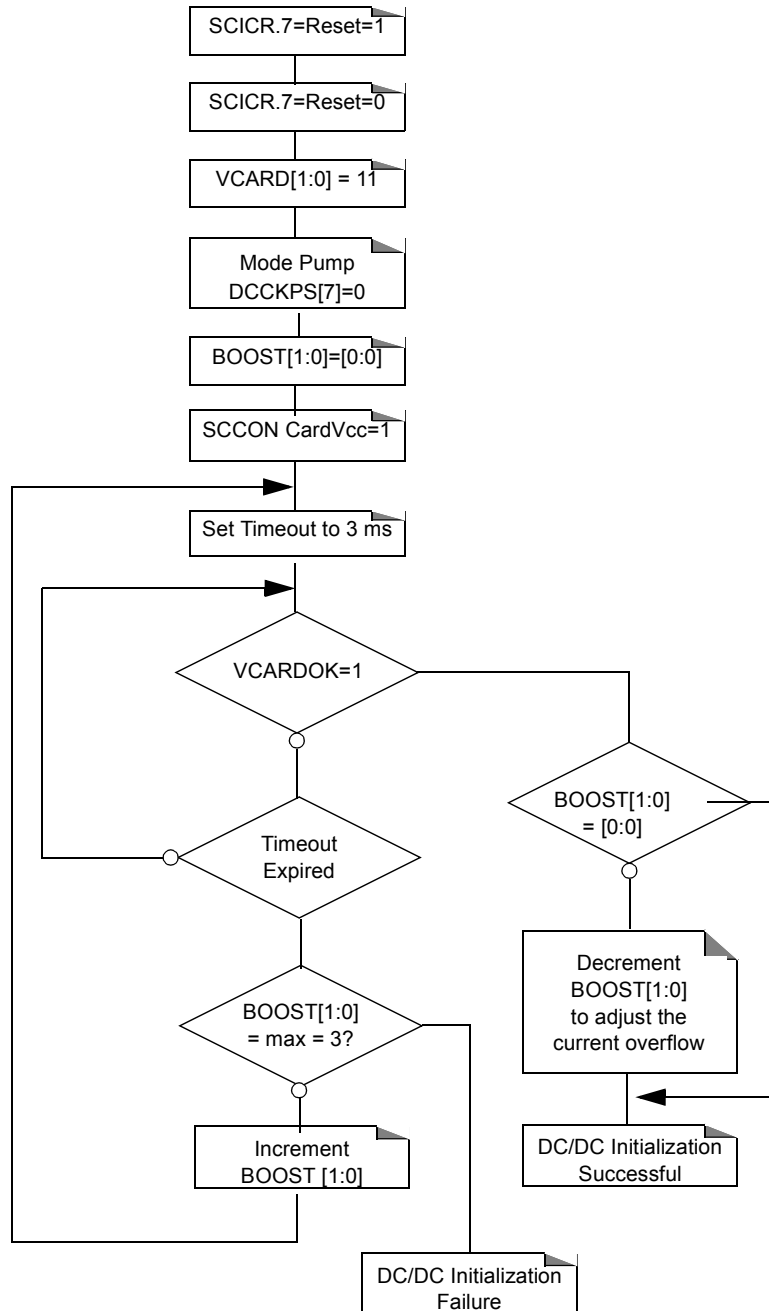 SCICR.7=Reset=1
SCICR.7=Reset=0
VCARD[1:0] = 11
Mode Pump
DCCKPS[7]=0
BOOST[1:0]=[0:0]
SCCON CardVcc=1
Set Timeout to 3 ms
VCARDOK=1
BOOST[1:0]
= [0:0]
Timeout
Expired
Decrement
BOOST[1:0]
to adjust the
current overflow
BOOST[1:0]
= max = 3?
Increment
BOOST [1:0]
DC/DC Initialization
Successful
DC/DC Initialization
Failure